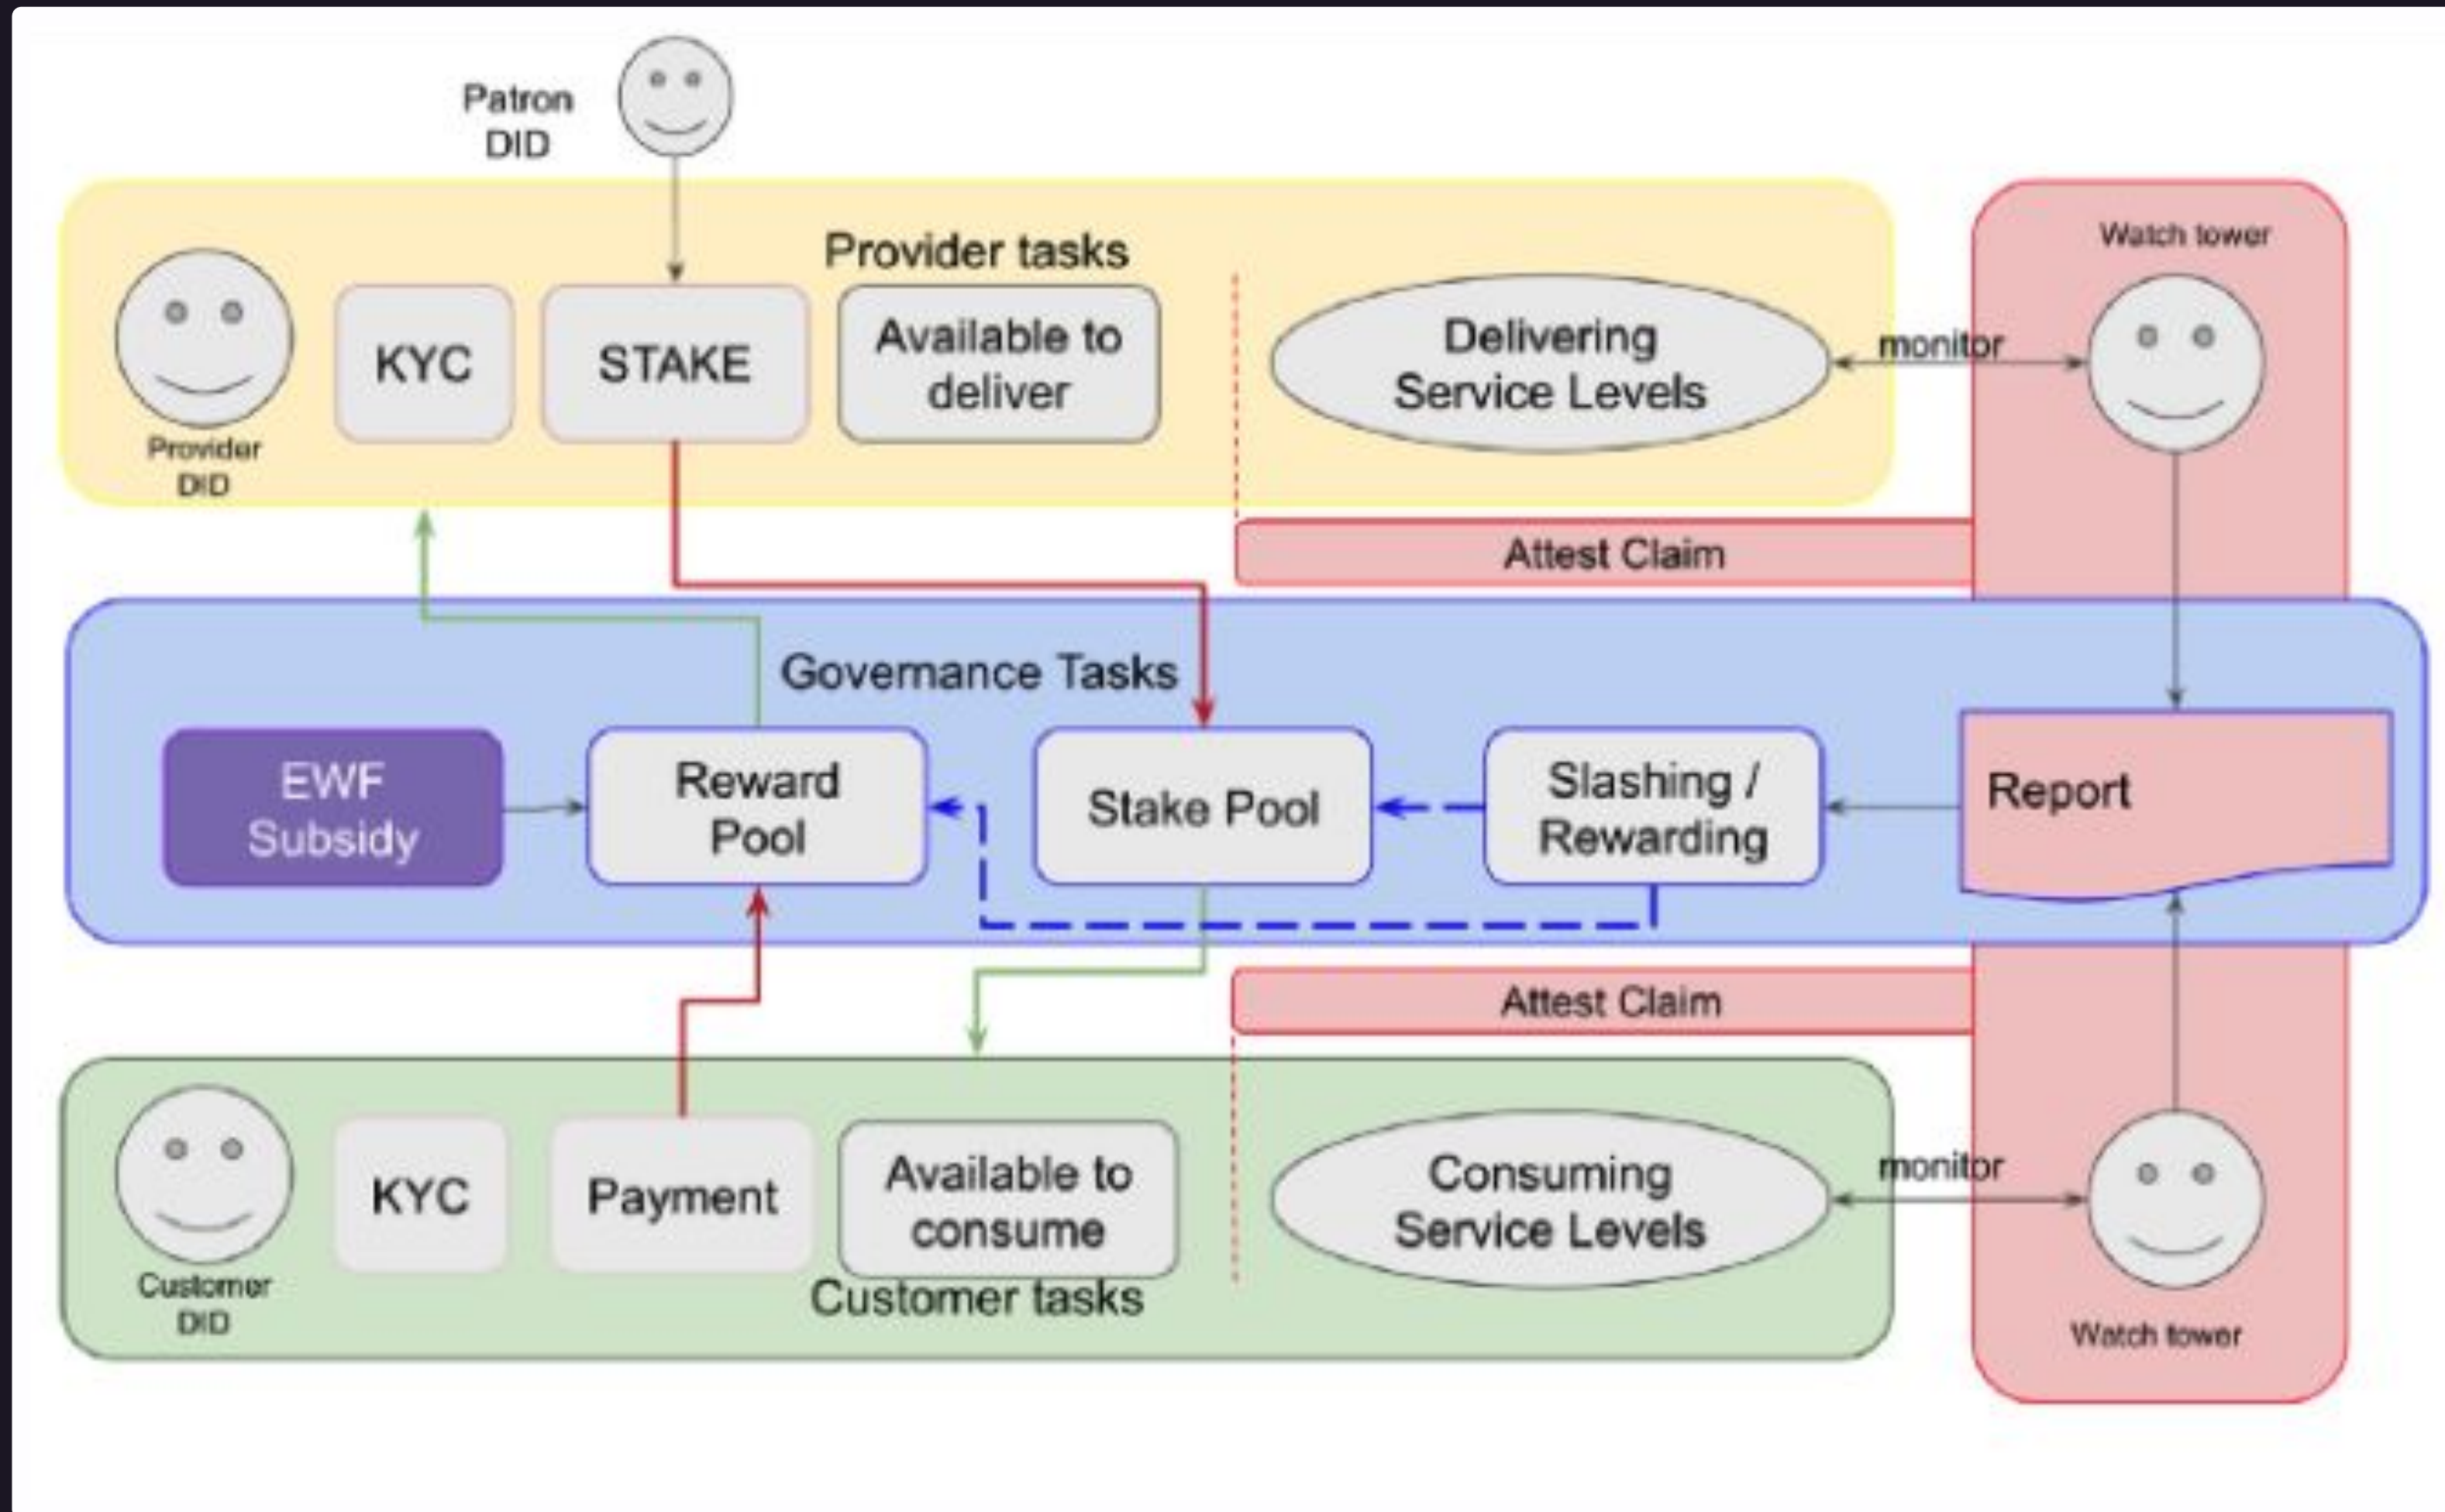 Patron
DID
Watch tower
Provider tasks
KYC
STAKE
Available to
deliver
Delivering
Service Levels
monitor
Provider
DID
Attest Claim
Governance Tasks
EWF
Subsidy
Reward
Pool
Stake Pool
Slashing /
Rewarding
Report
Attest Claim
KYC
Payment
Available to
consume
Consuming
Service Levels
monitor
Customer
DID
Customer tasks
Watch tower